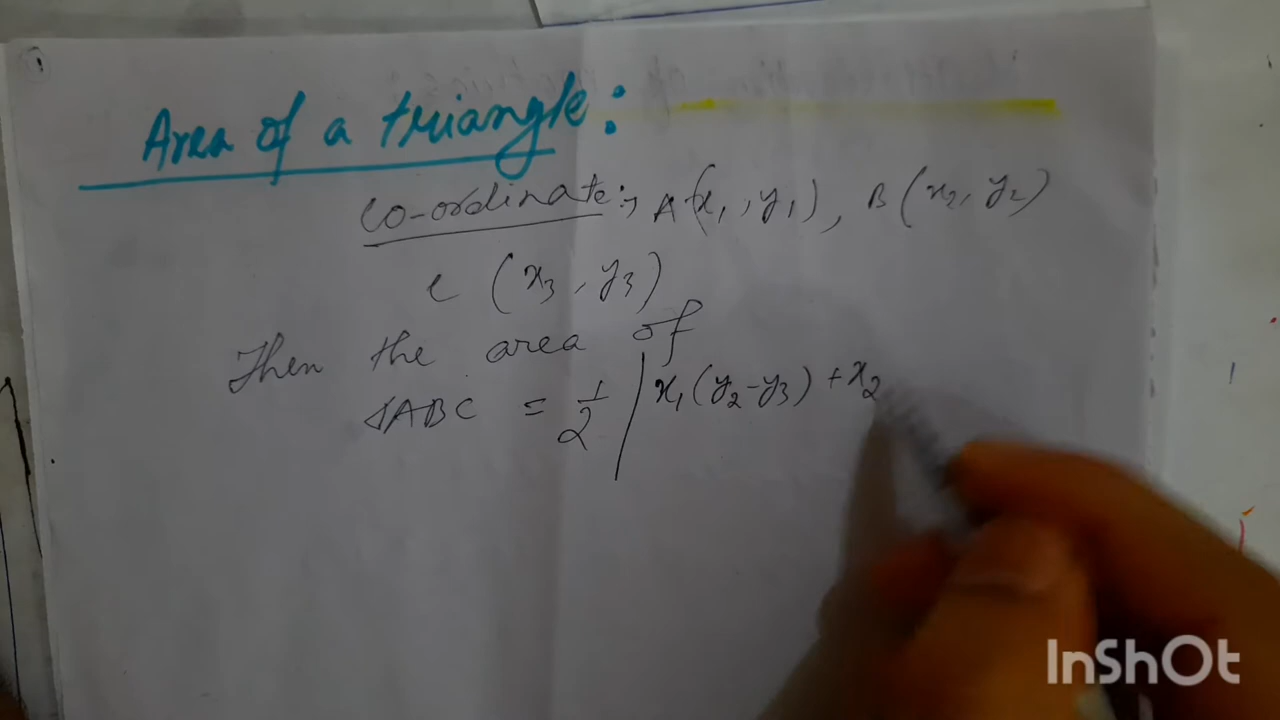 Area of a triangle:
Co-ordinate:→ A(x₁, y₁), B(x₂, y₂)
C (x₃, y₃)
Then the area of
ΔABC = 1/2 |x₁(y₂-y₃) + x₂
InShOt